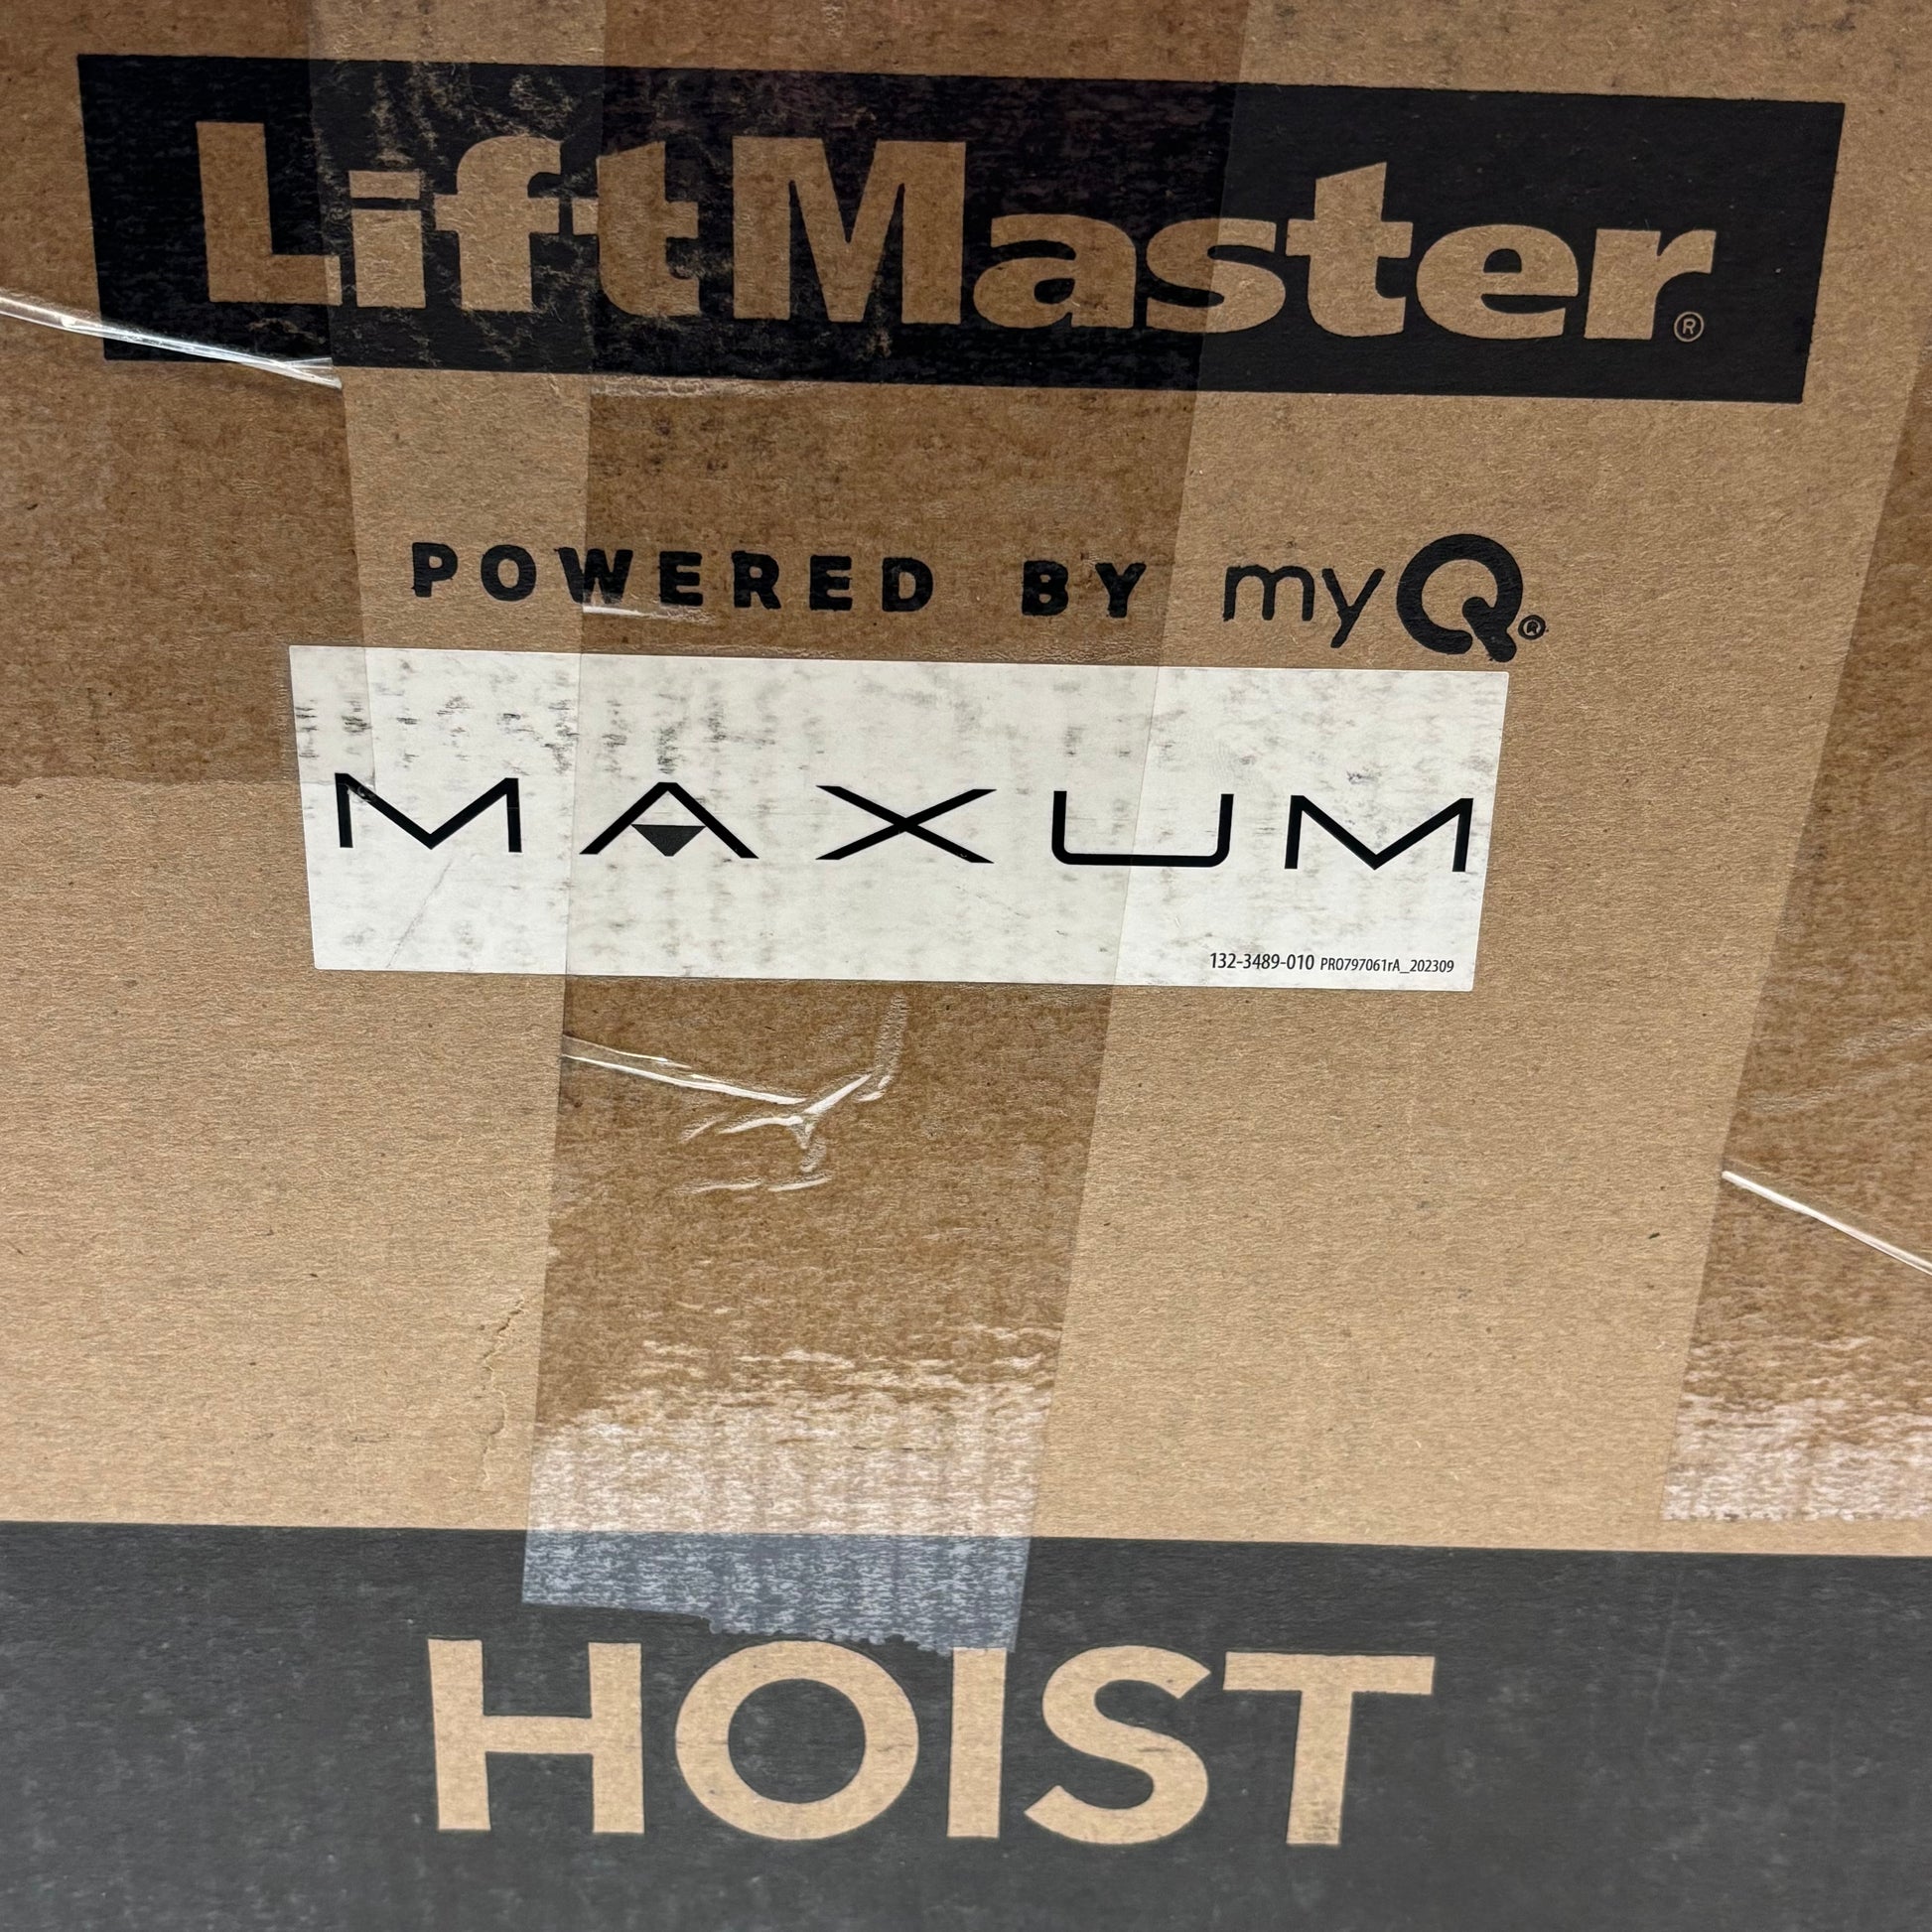 LiftMaster®
POWERED BY myQ®
MAXUM
132-3489-010 PRO797061rA_202309
HOIST